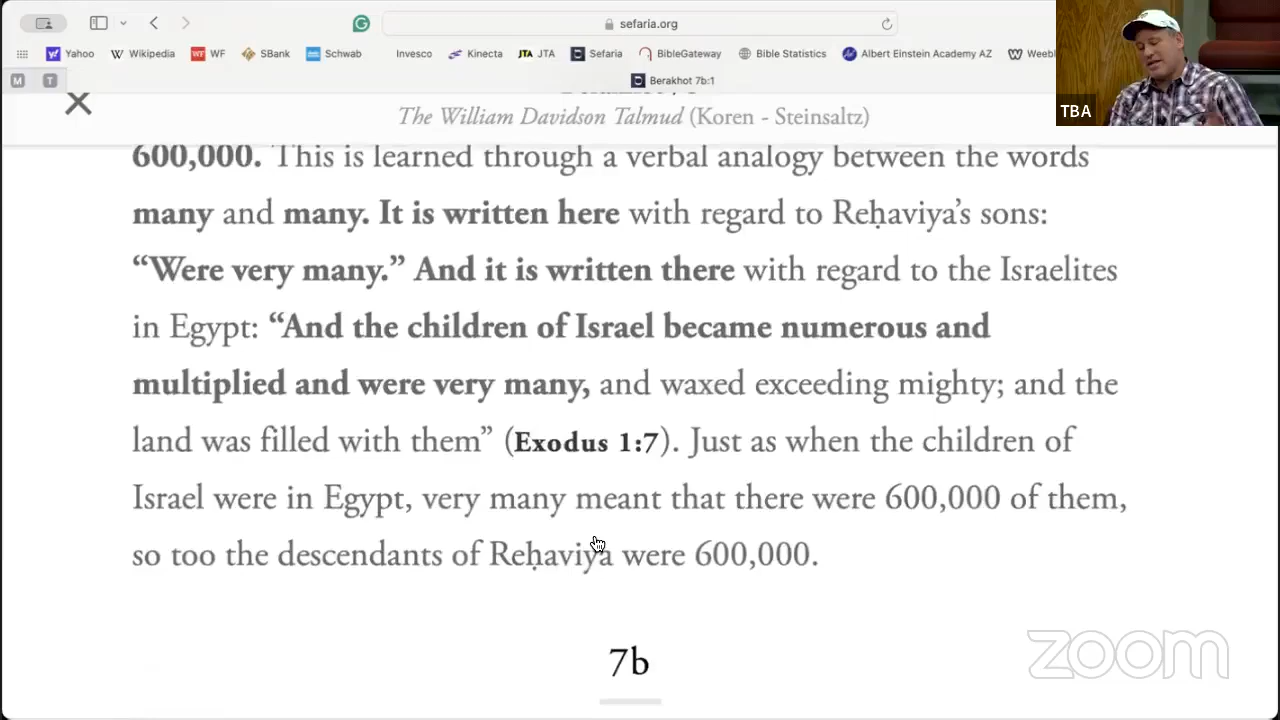 sefaria.org
Yahoo Wikipedia WF WF SBank Schwab Invesco Kinecta JTA JTA Sefaria BibleGateway Bible Statistics Albert Einstein Academy AZ Weebl
M T Berakhot 7b:1
The William Davidson Talmud (Koren - Steinsaltz)
TBA
600,000. This is learned through a verbal analogy between the words
many and many. It is written here with regard to Reḥaviya’s sons:
“Were very many.” And it is written there with regard to the Israelites
in Egypt: “And the children of Israel became numerous and
multiplied and were very many, and waxed exceeding mighty; and the
land was filled with them” (Exodus 1:7). Just as when the children of
Israel were in Egypt, very many meant that there were 600,000 of them,
so too the descendants of Reḥaviya were 600,000.
7b
zoom